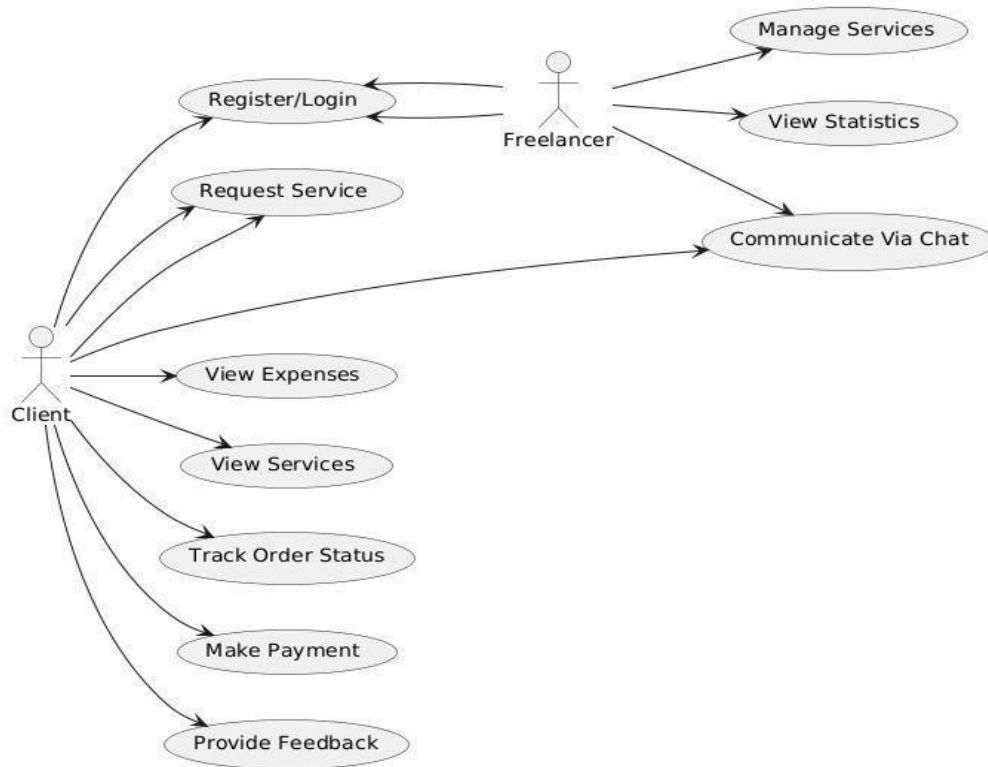 Manage Services
Register/Login
View Statistics
Freelancer
Request Service
Communicate Via Chat
View Expenses
Client
View Services
Track Order Status
Make Payment
Provide Feedback